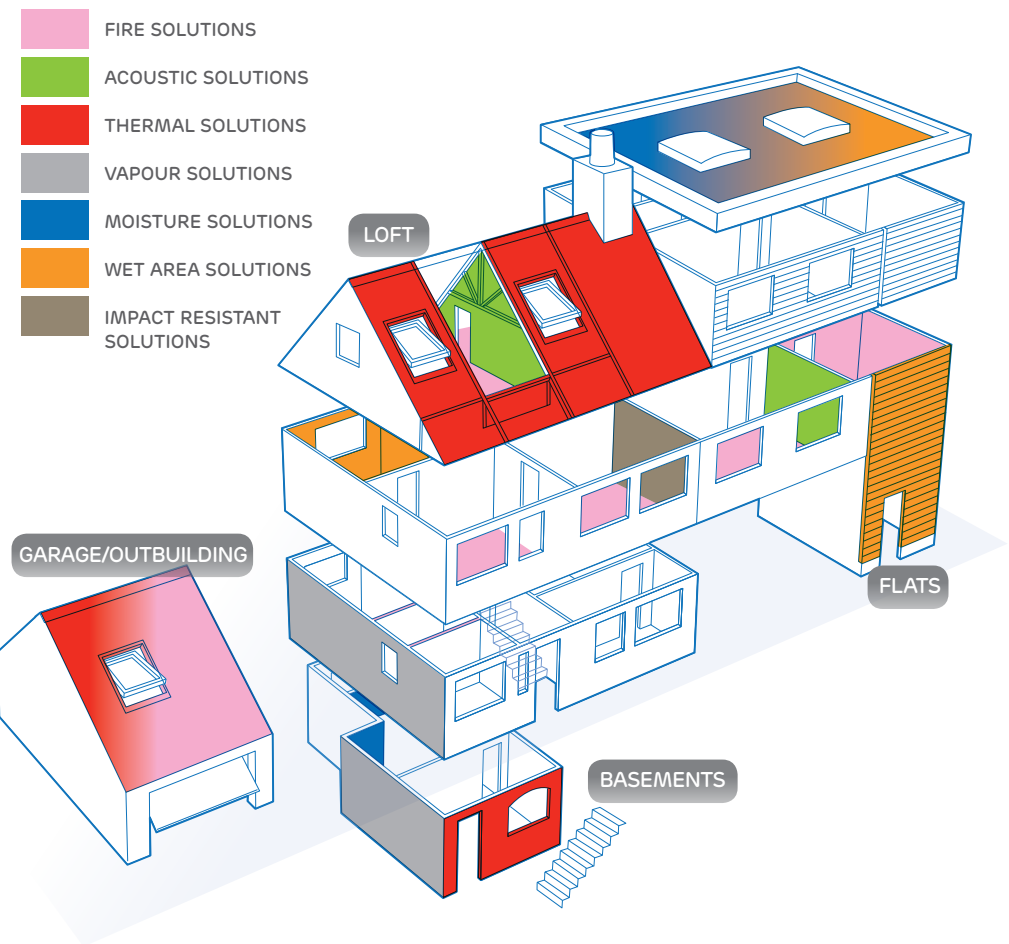 FIRE SOLUTIONS
ACOUSTIC SOLUTIONS
THERMAL SOLUTIONS
VAPOUR SOLUTIONS
MOISTURE SOLUTIONS
WET AREA SOLUTIONS
IMPACT RESISTANT
SOLUTIONS
LOFT
GARAGE/OUTBUILDING
FLATS
BASEMENTS